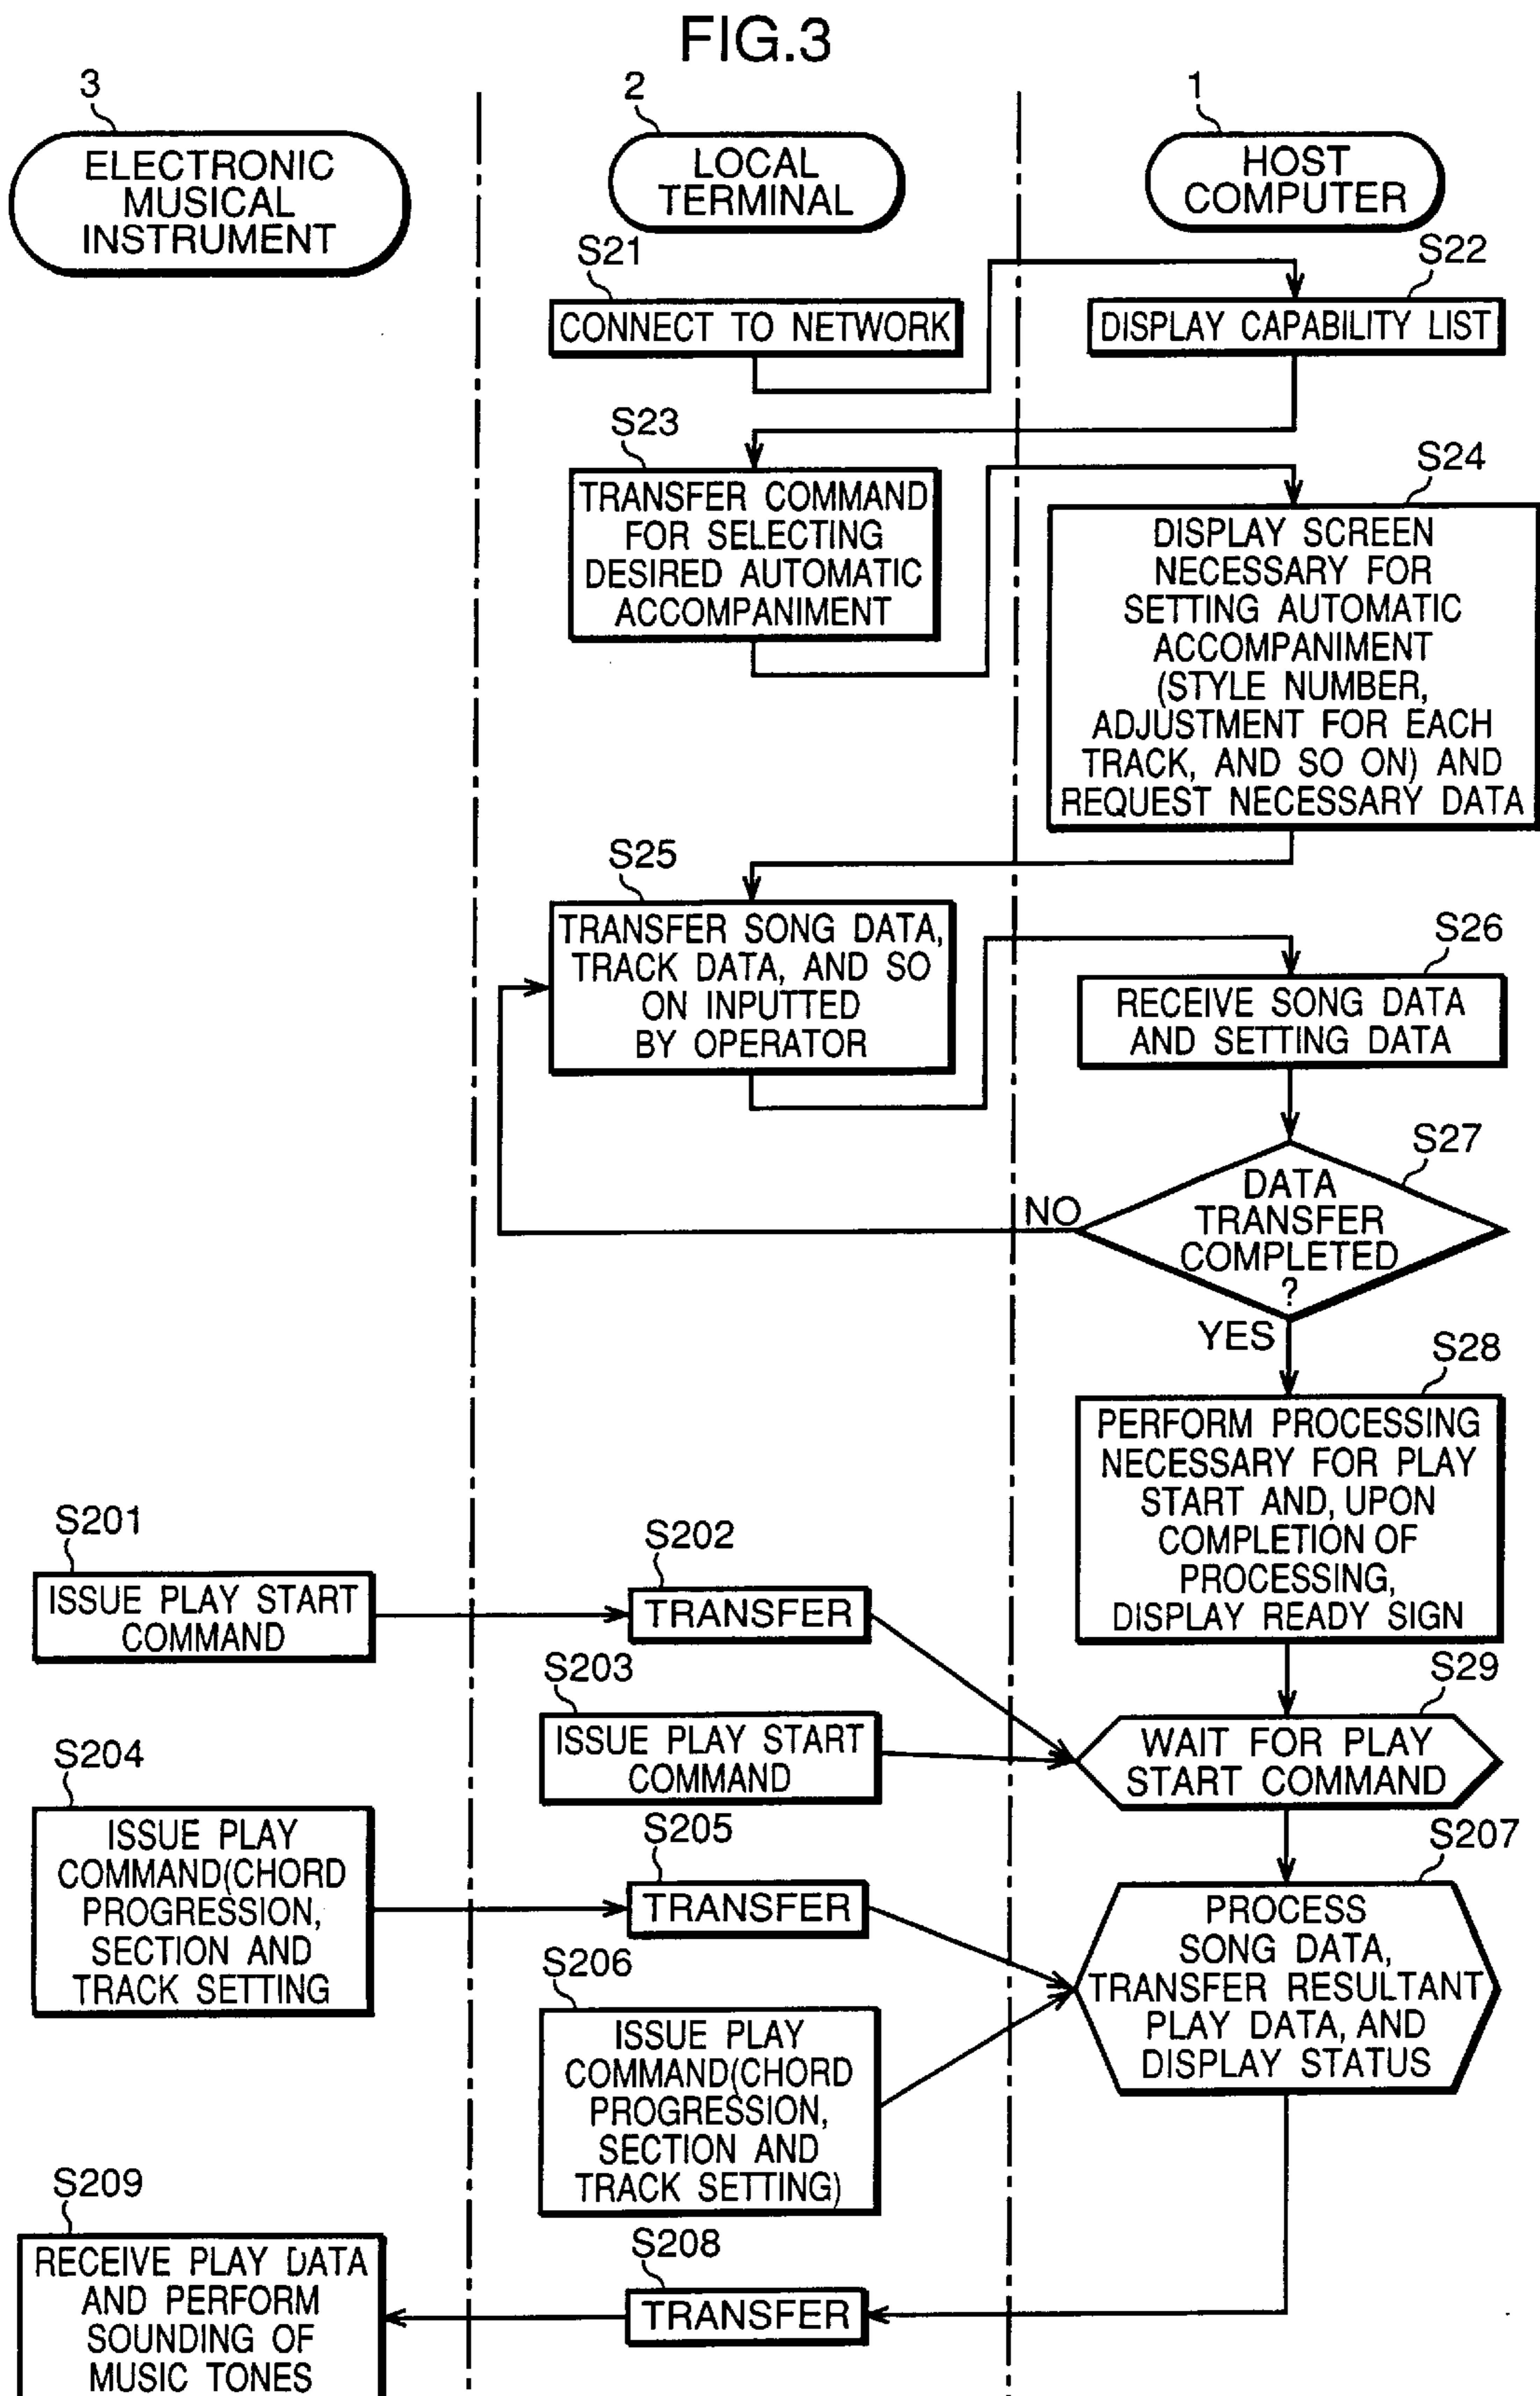 FIG.3
3
ELECTRONIC
MUSICAL
INSTRUMENT
2
LOCAL
TERMINAL
1
HOST
COMPUTER
S21
CONNECT TO NETWORK
S22
DISPLAY CAPABILITY LIST
S23
TRANSFER COMMAND
FOR SELECTING
DESIRED AUTOMATIC
ACCOMPANIMENT
S24
DISPLAY SCREEN
NECESSARY FOR
SETTING AUTOMATIC
ACCOMPANIMENT
(STYLE NUMBER,
ADJUSTMENT FOR EACH
TRACK, AND SO ON) AND
REQUEST NECESSARY DATA
S25
TRANSFER SONG DATA,
TRACK DATA, AND SO
ON INPUTTED
BY OPERATOR
S26
RECEIVE SONG DATA
AND SETTING DATA
S27
DATA
TRANSFER
COMPLETED
?
NO
YES
S28
PERFORM PROCESSING
NECESSARY FOR PLAY
START AND, UPON
COMPLETION OF
PROCESSING,
DISPLAY READY SIGN
S201
ISSUE PLAY START
COMMAND
S202
TRANSFER
S203
ISSUE PLAY START
COMMAND
S29
WAIT FOR PLAY
START COMMAND
S204
ISSUE PLAY
COMMAND(CHORD
PROGRESSION,
SECTION AND
TRACK SETTING
S205
TRANSFER
S206
ISSUE PLAY
COMMAND(CHORD
PROGRESSION,
SECTION AND
TRACK SETTING)
S207
PROCESS
SONG DATA,
TRANSFER RESULTANT
PLAY DATA, AND
DISPLAY STATUS
S208
TRANSFER
S209
RECEIVE PLAY DATA
AND PERFORM
SOUNDING OF
MUSIC TONES